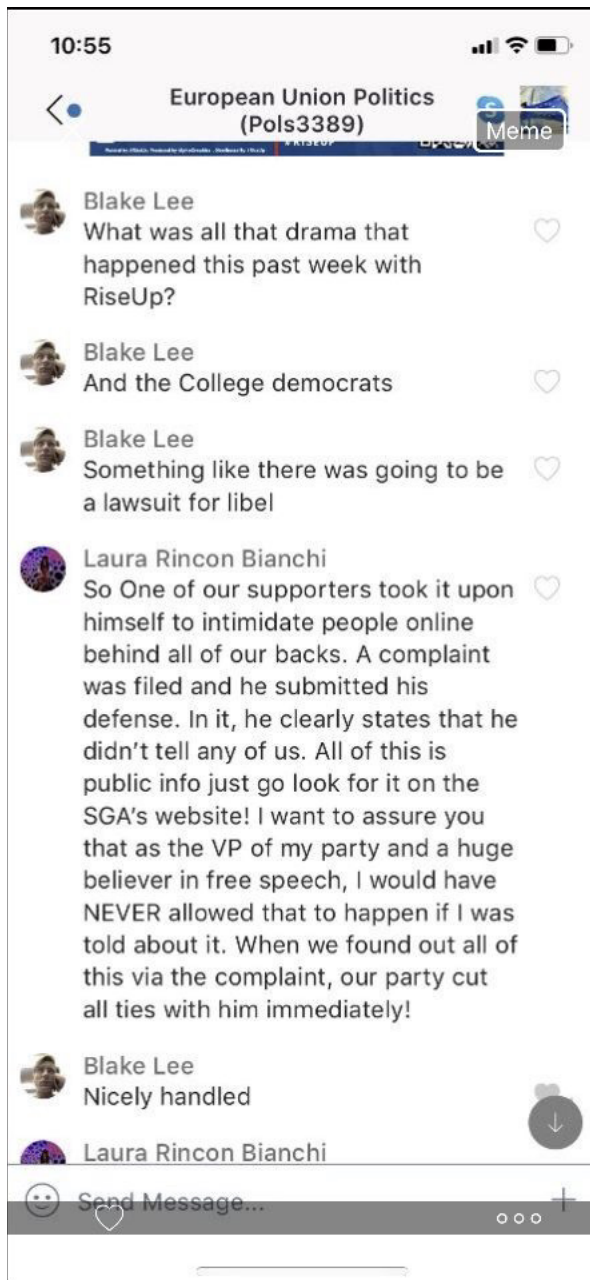 10:55
European Union Politics
(Pols3389)
Meme
#RISEUP
Blake Lee
What was all that drama that
happened this past week with
RiseUp?
Blake Lee
And the College democrats
Blake Lee
Something like there was going to be
a lawsuit for libel
Laura Rincon Bianchi
So One of our supporters took it upon
himself to intimidate people online
behind all of our backs. A complaint
was filed and he submitted his
defense. In it, he clearly states that he
didn't tell any of us. All of this is
public info just go look for it on the
SGA's website! I want to assure you
that as the VP of my party and a huge
believer in free speech, I would have
NEVER allowed that to happen if I was
told about it. When we found out all of
this via the complaint, our party cut
all ties with him immediately!
Blake Lee
Nicely handled
Laura Rincon Bianchi
Send Message...